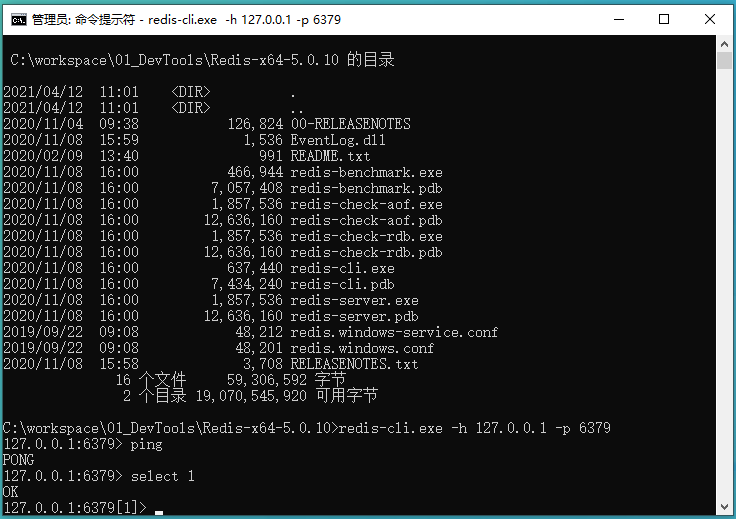 管理员: 命令提示符 - redis-cli.exe  -h 127.0.0.1 -p 6379
 C:\workspace\01_DevTools\Redis-x64-5.0.10 的目录
2021/04/12  11:01    <DIR>          .
2021/04/12  11:01    <DIR>          ..
2020/11/04  09:38           126,824 00-RELEASENOTES
2020/11/08  15:59             1,536 EventLog.dll
2020/02/09  13:40               991 README.txt
2020/11/08  16:00           466,944 redis-benchmark.exe
2020/11/08  16:00         7,057,408 redis-benchmark.pdb
2020/11/08  16:00         1,857,536 redis-check-aof.exe
2020/11/08  16:00        12,636,160 redis-check-aof.pdb
2020/11/08  16:00         1,857,536 redis-check-rdb.exe
2020/11/08  16:00        12,636,160 redis-check-rdb.pdb
2020/11/08  16:00           637,440 redis-cli.exe
2020/11/08  16:00         7,434,240 redis-cli.pdb
2020/11/08  16:00         1,857,536 redis-server.exe
2020/11/08  16:00        12,636,160 redis-server.pdb
2019/09/22  09:08            48,212 redis.windows-service.conf
2019/09/22  09:08            48,201 redis.windows.conf
2020/11/08  15:58             3,708 RELEASENOTES.txt
              16 个文件     59,306,592 字节
               2 个目录 19,070,545,920 可用字节
C:\workspace\01_DevTools\Redis-x64-5.0.10>redis-cli.exe -h 127.0.0.1 -p 6379
127.0.0.1:6379> ping
PONG
127.0.0.1:6379> select 1
OK
127.0.0.1:6379[1]>